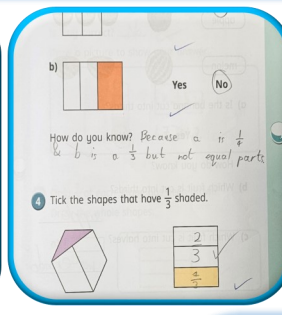 b)
Yes No
How do you know? Because a is 1/4
& b is a 1/3 but not equal parts
4 Tick the shapes that have 1/3 shaded.
2
3